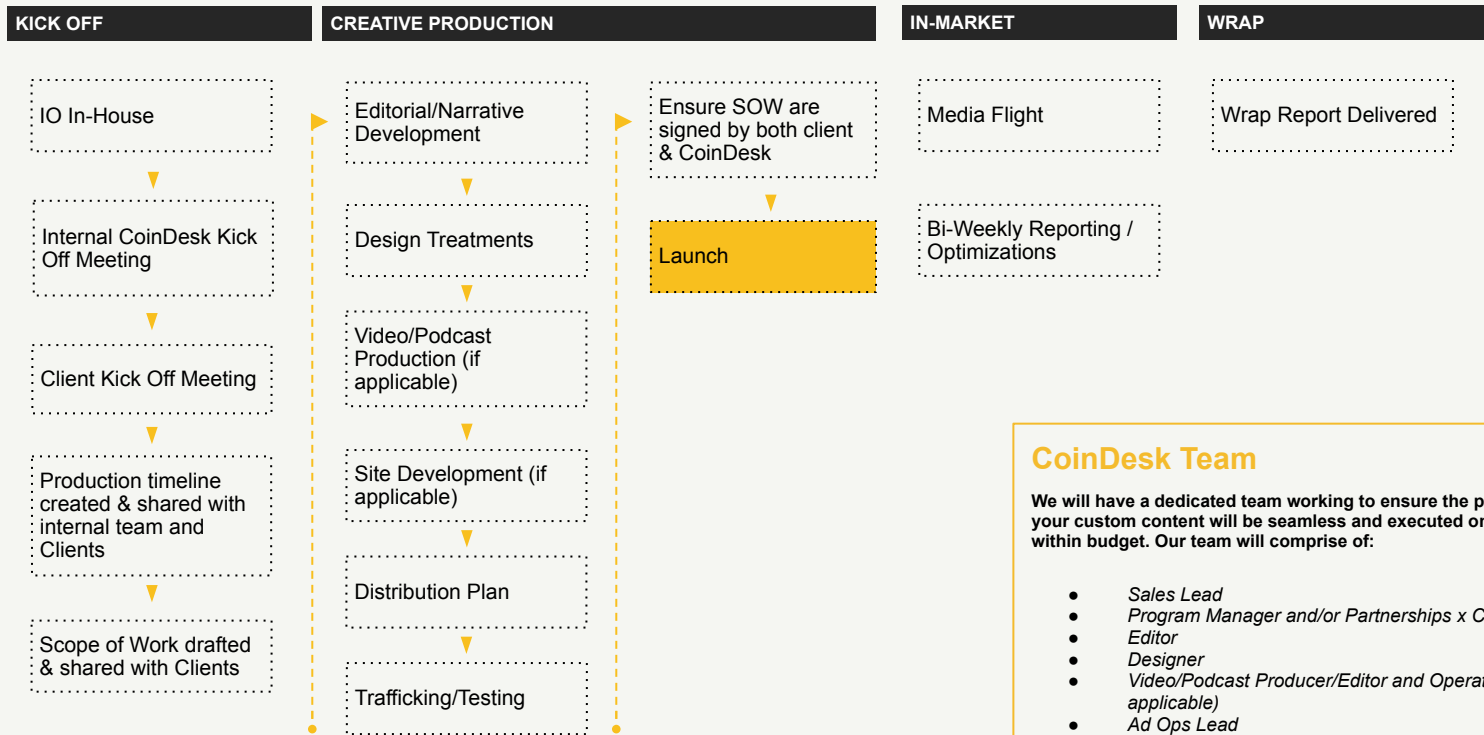 KICK OFF
CREATIVE PRODUCTION
IN-MARKET
WRAP
IO In-House
Internal CoinDesk Kick
Off Meeting
Client Kick Off Meeting
Production timeline
created & shared with
internal team and
Clients
Scope of Work drafted
& shared with Clients
Editorial/Narrative
Development
Design Treatments
Video/Podcast
Production (if
applicable)
Site Development (if
applicable)
Distribution Plan
Trafficking/Testing
Ensure SOW are
signed by both client
& CoinDesk
Launch
Media Flight
Bi-Weekly Reporting /
Optimizations
Wrap Report Delivered
CoinDesk Team
We will have a dedicated team working to ensure the
your custom content will be seamless and executed
within budget. Our team will comprise of:
● Sales Lead
● Program Manager and/or Partnerships x
● Editor
● Designer
● Video/Podcast Producer/Editor and
applicable)
● Ad Ops Lead